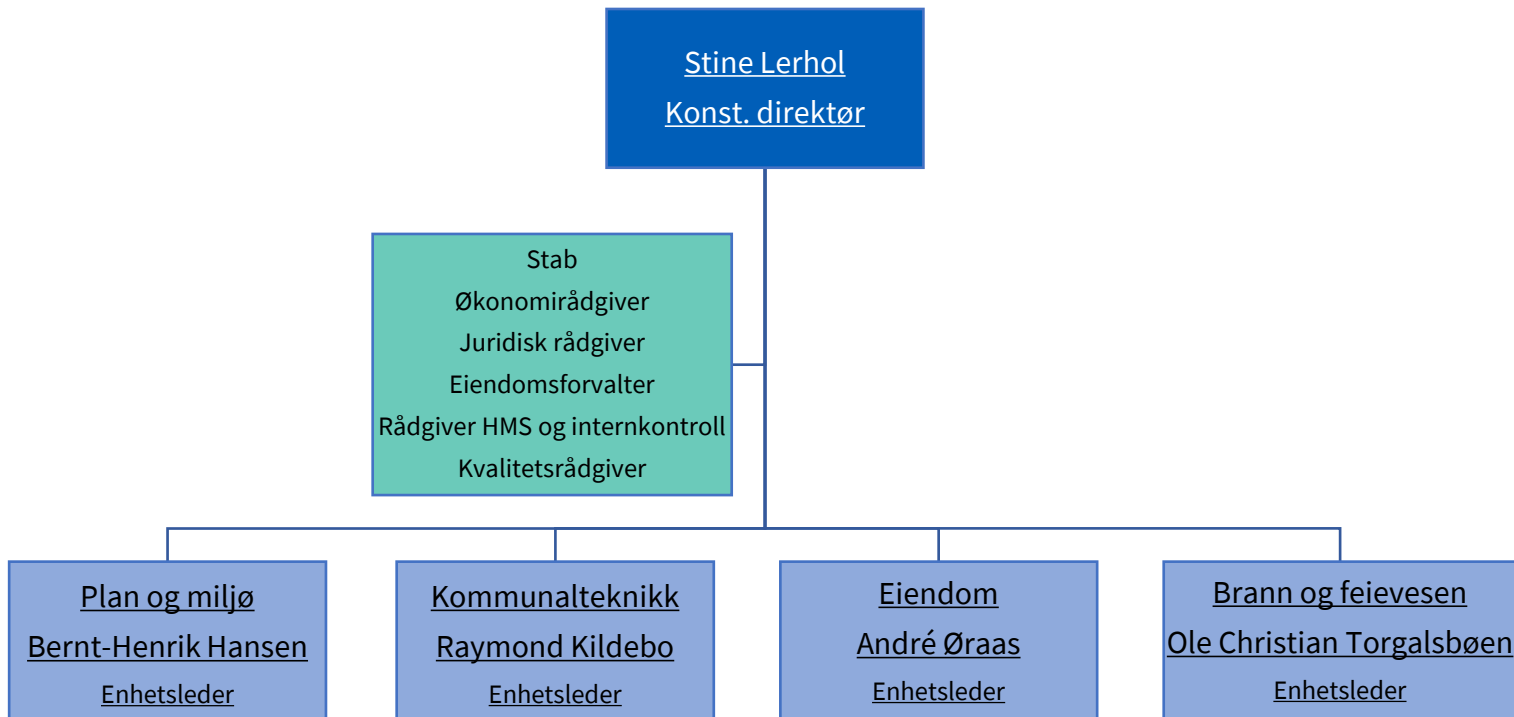 Stine Lerhol
Konst. direktør
Stab
Økonomirådgiver
Juridisk rådgiver
Eiendomsforvalter
Rådgiver HMS og internkontroll
Kvalitetsrådgiver
Plan og miljø
Bernt-Henrik Hansen
Enhetsleder
Kommunalteknikk
Raymond Kildebo
Enhetsleder
Eiendom
André Øraas
Enhetsleder
Brann og feievesen
Ole Christian Torgalsbøen
Enhetsleder